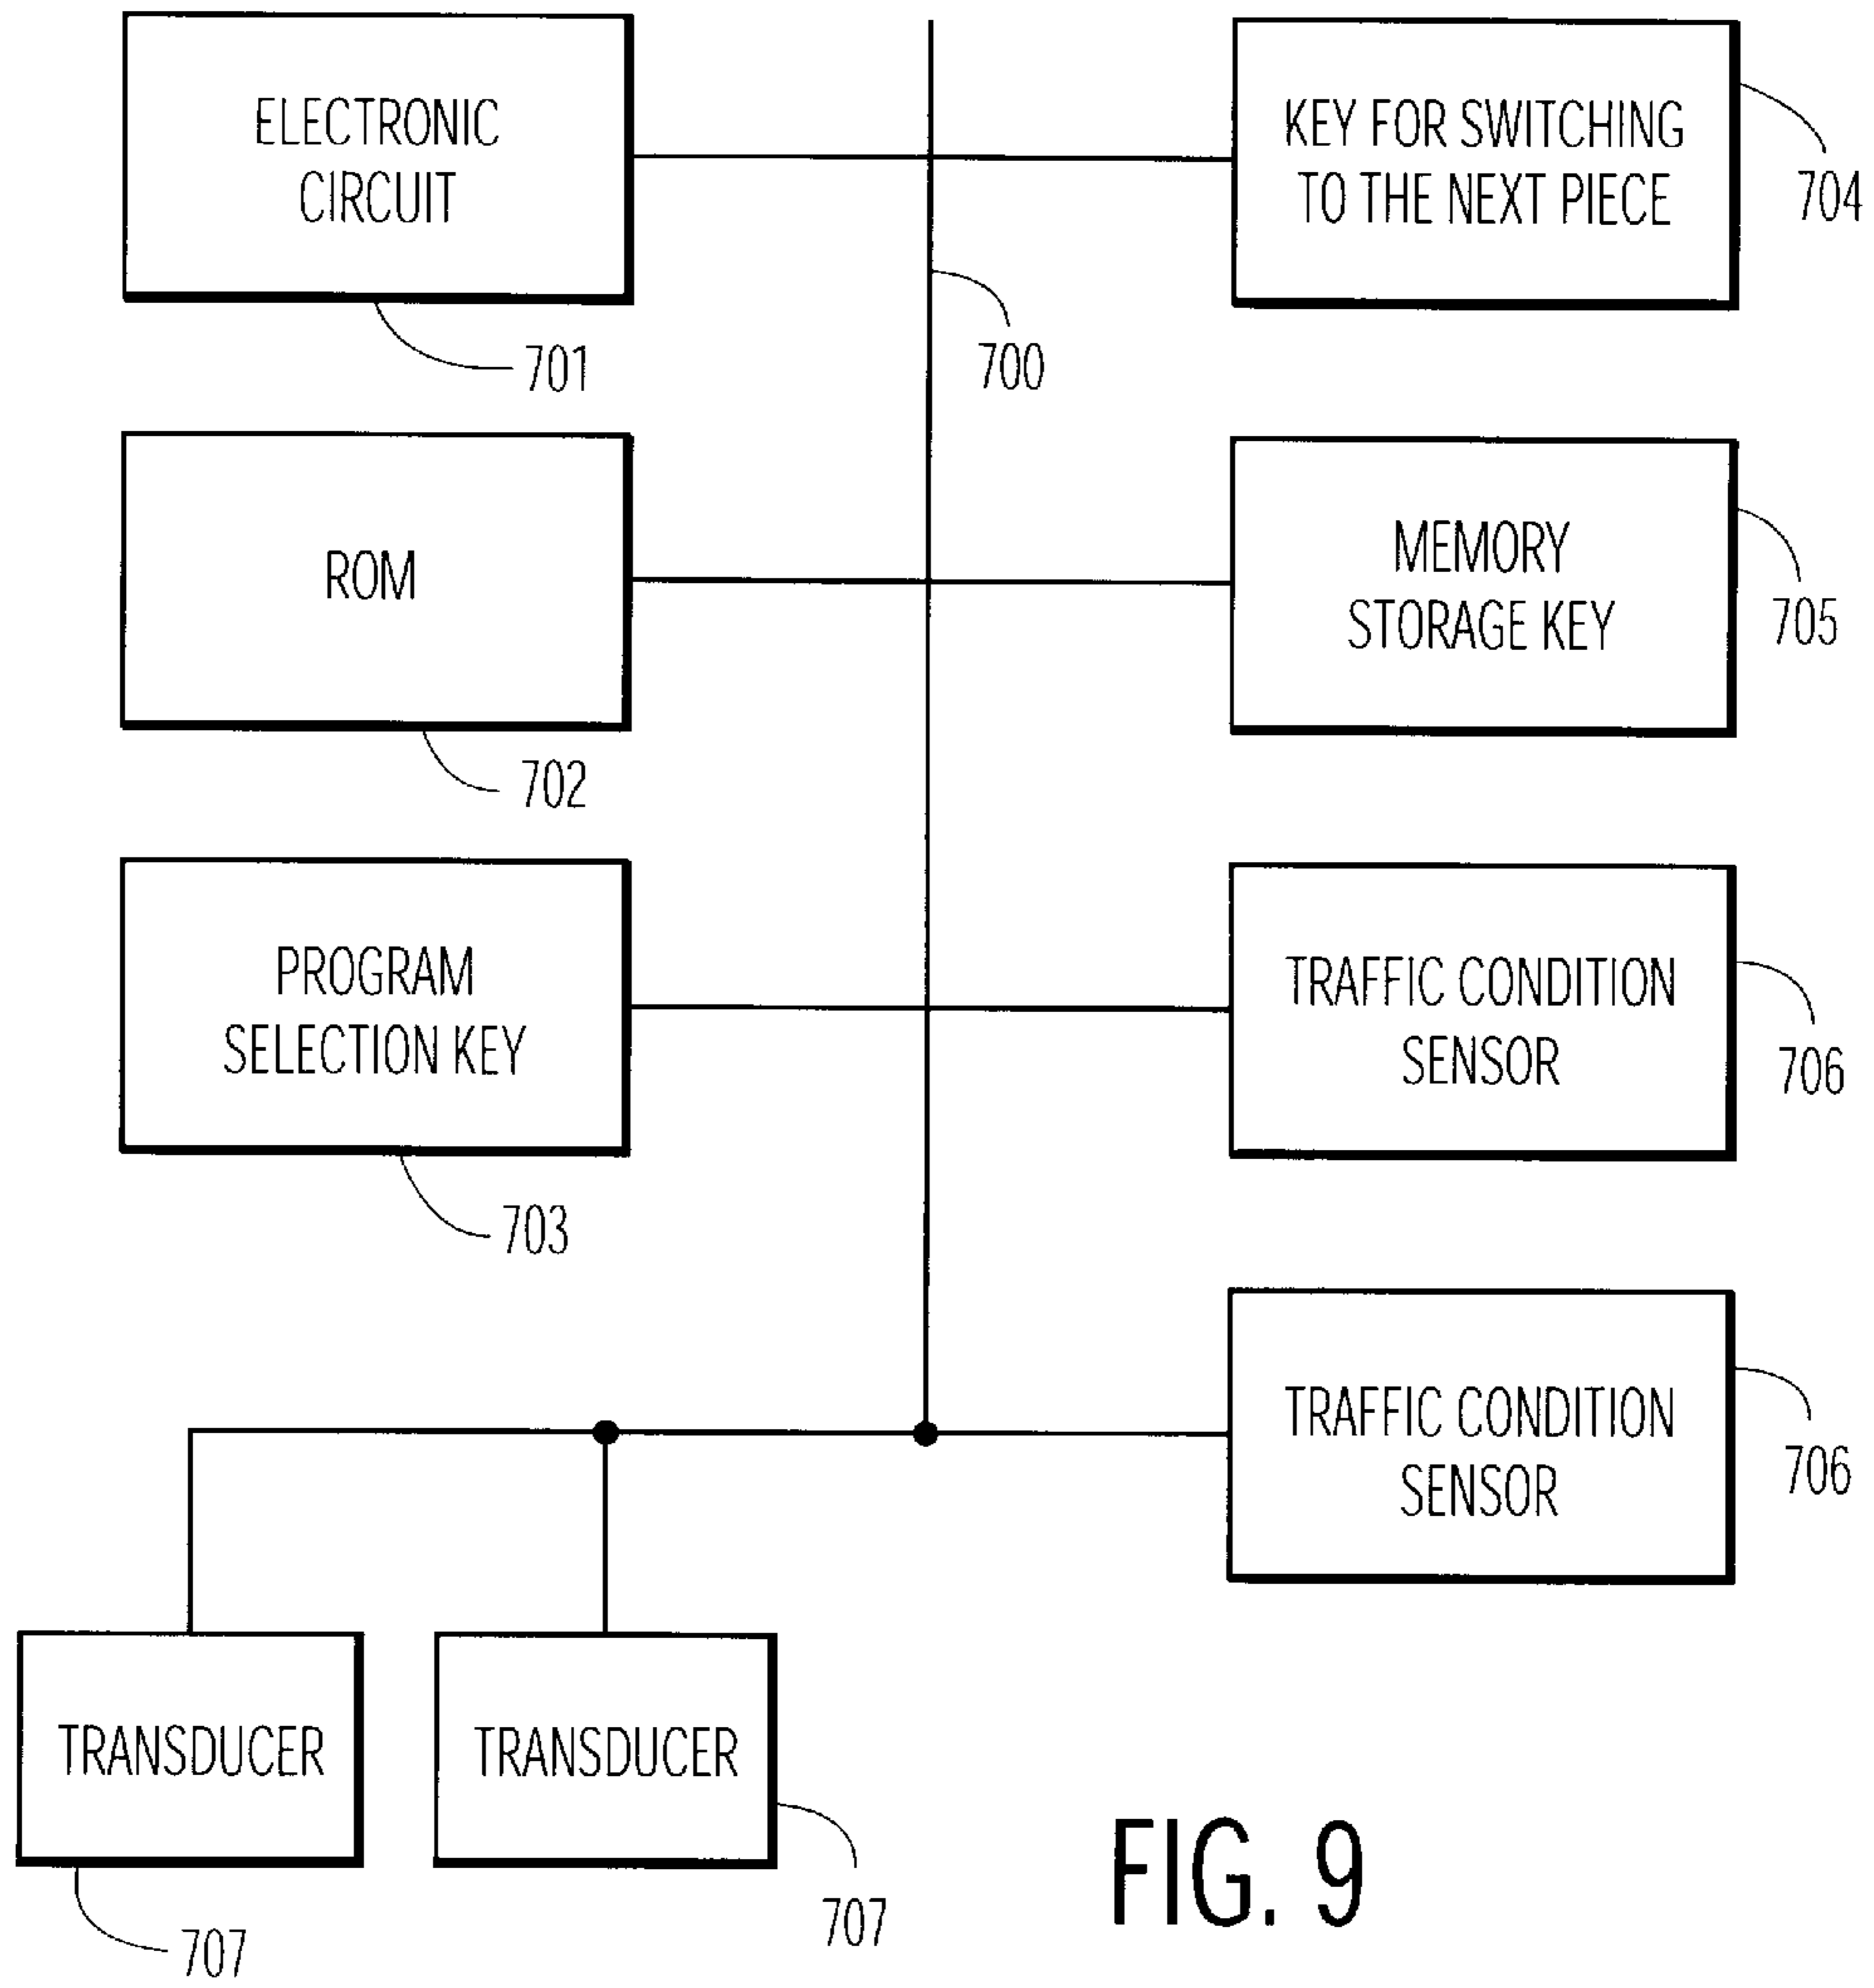 ELECTRONIC
CIRCUIT
701
KEY FOR SWITCHING
TO THE NEXT PIECE
704
700
ROM
702
MEMORY
STORAGE KEY
705
PROGRAM
SELECTION KEY
703
TRAFFIC CONDITION
SENSOR
706
TRAFFIC CONDITION
SENSOR
706
TRANSDUCER
707
TRANSDUCER
707
FIG. 9